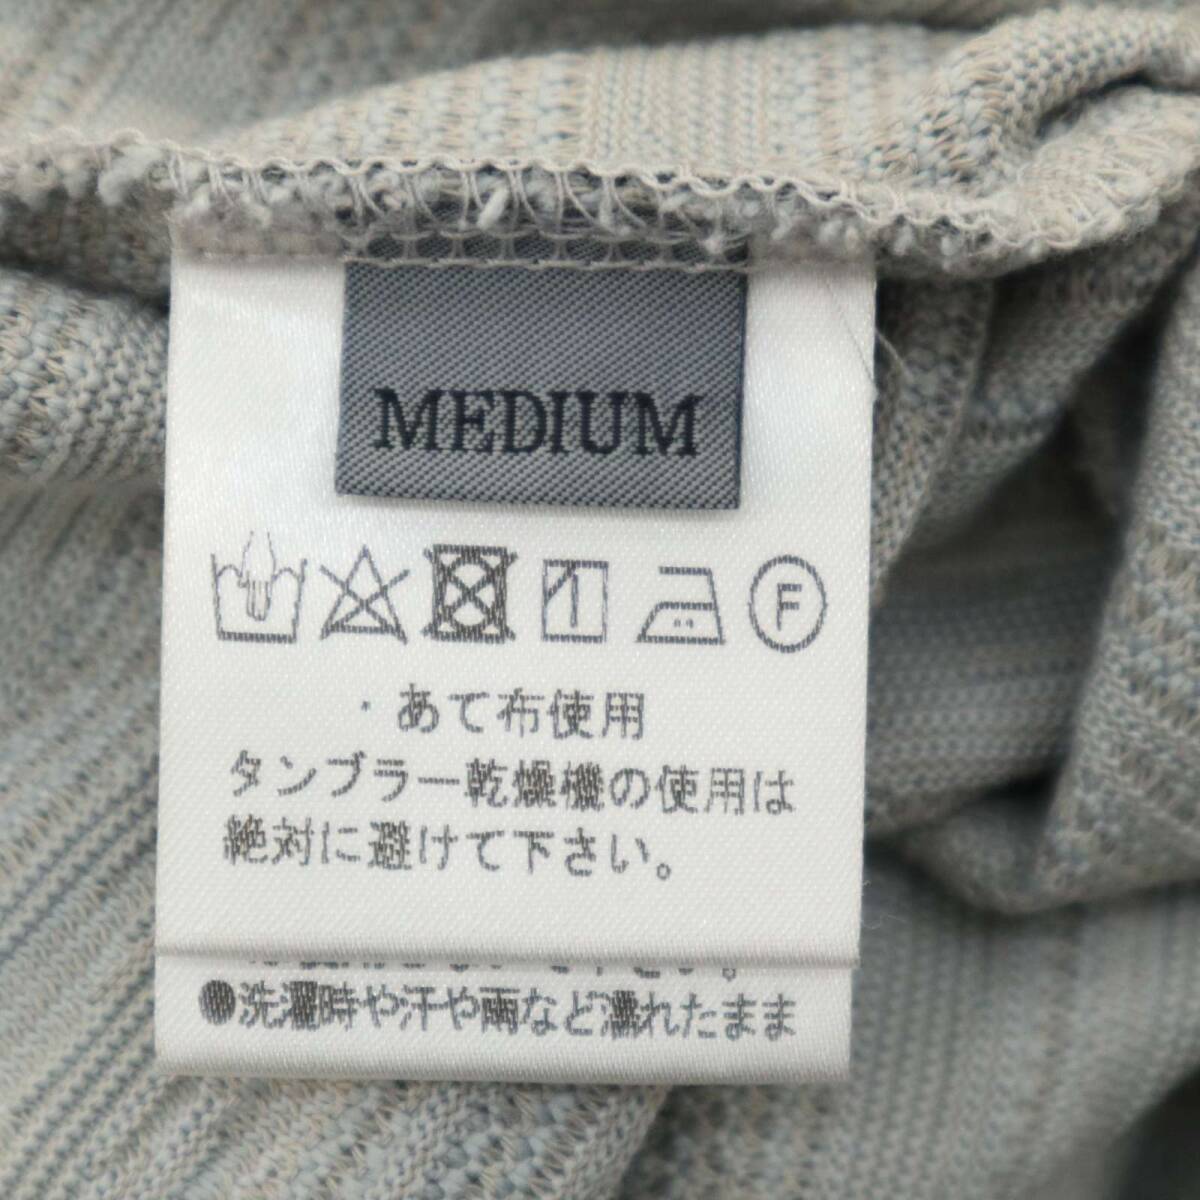 MEDIUM
F
・あて布使用
タンブラー乾燥機の使用は
絶対に避けて下さい。
●洗濯時や汗や雨など濡れたまま